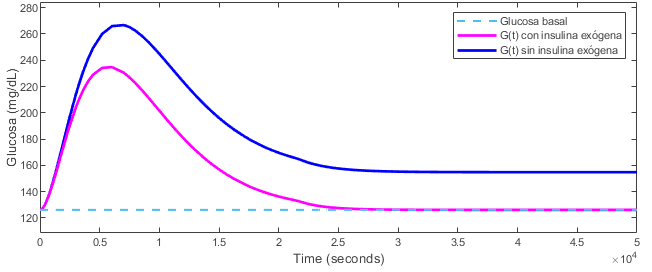 280
260
240
220
200
180
160
140
120
Glucosa (mg/dL)
Glucosa basal
G(t) con insulina exógena
G(t) sin insulina exógena
0 0.5 1 1.5 2 2.5 3 3.5 4 4.5 5
Time (seconds)
×10⁴